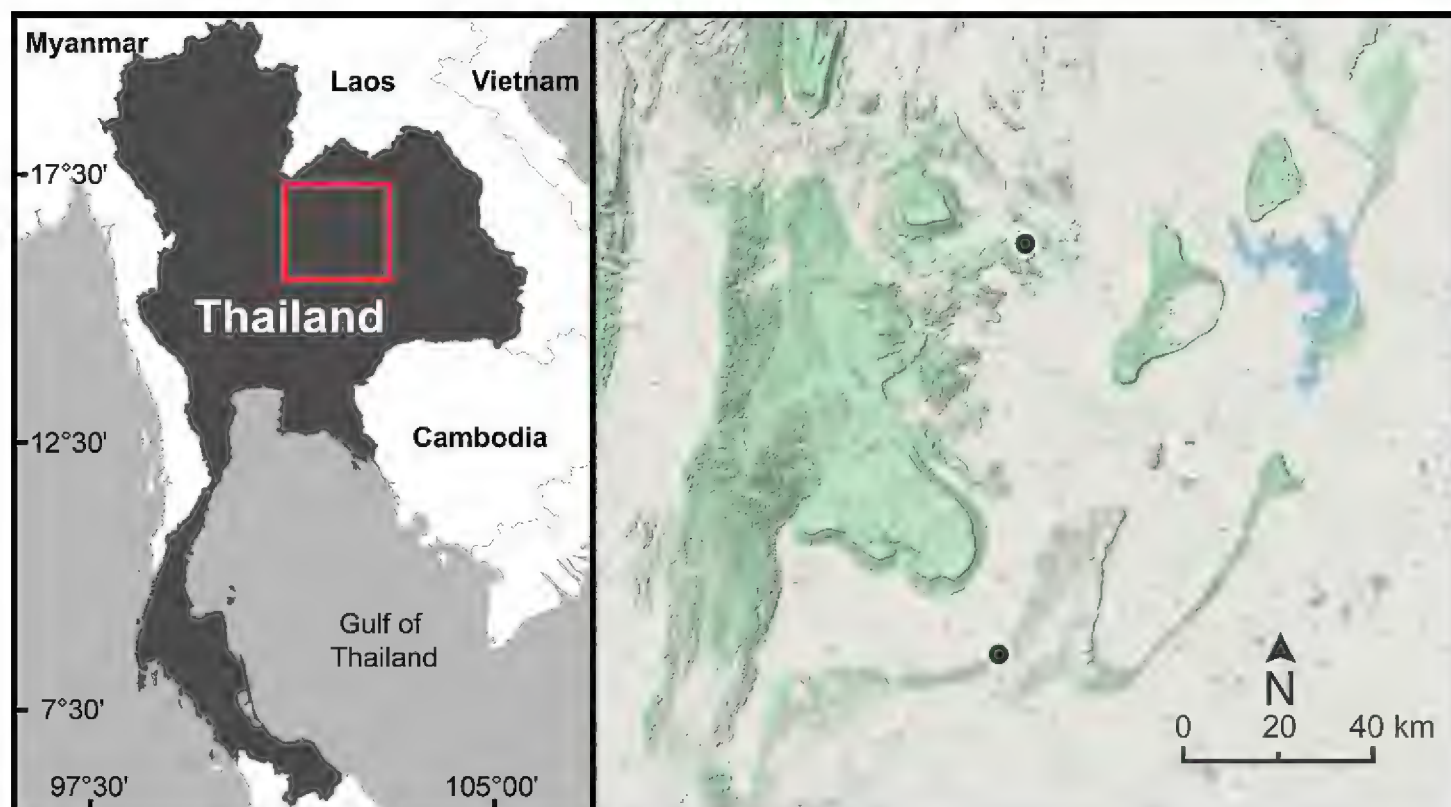 Myanmar
Laos
Vietnam
17°30'
Thailand
12°30'
Cambodia
Gulf of
Thailand
7°30'
97°30'
105°00'
N
0 20 40 km